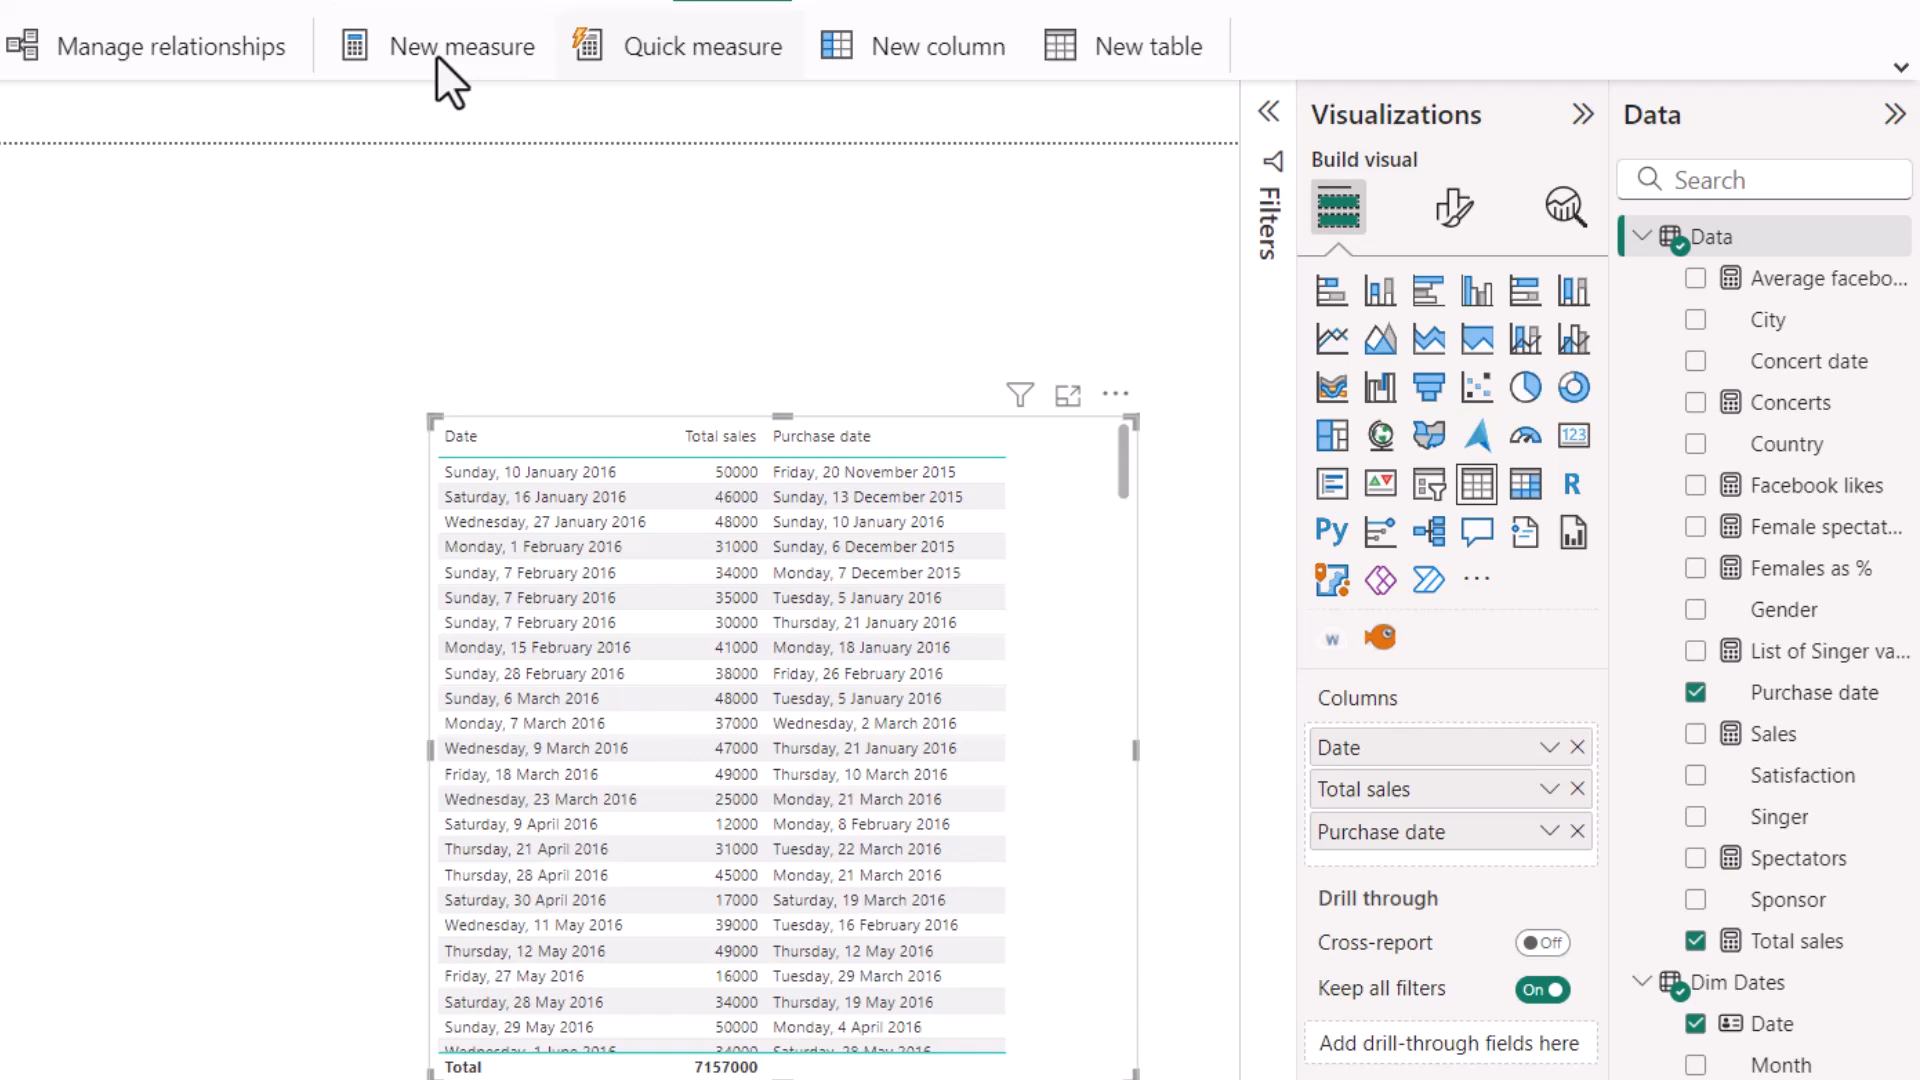 Manage relationships
New measure
Quick measure
New column
New table
Filters
Visualizations
Build visual
123
R
Py
w
Columns
Date
Total sales
Purchase date
Drill through
Cross-report
Off
Keep all filters
On
Add drill-through fields here
Data
Search
Data
Average facebo...
City
Concert date
Concerts
Country
Facebook likes
Female spectat...
Females as %
Gender
List of Singer va...
Purchase date
Sales
Satisfaction
Singer
Spectators
Sponsor
Total sales
Dim Dates
Date
Month
Date Total sales Purchase date
Sunday, 10 January 2016 50000 Friday, 20 November 2015
Saturday, 16 January 2016 46000 Sunday, 13 December 2015
Wednesday, 27 January 2016 48000 Sunday, 10 January 2016
Monday, 1 February 2016 31000 Sunday, 6 December 2015
Sunday, 7 February 2016 34000 Monday, 7 December 2015
Sunday, 7 February 2016 35000 Tuesday, 5 January 2016
Sunday, 7 February 2016 30000 Thursday, 21 January 2016
Monday, 15 February 2016 41000 Monday, 18 January 2016
Sunday, 28 February 2016 38000 Friday, 26 February 2016
Sunday, 6 March 2016 48000 Tuesday, 5 January 2016
Monday, 7 March 2016 37000 Wednesday, 2 March 2016
Wednesday, 9 March 2016 47000 Thursday, 21 January 2016
Friday, 18 March 2016 49000 Thursday, 10 March 2016
Wednesday, 23 March 2016 25000 Monday, 21 March 2016
Saturday, 9 April 2016 12000 Monday, 8 February 2016
Thursday, 21 April 2016 31000 Tuesday, 22 March 2016
Thursday, 28 April 2016 45000 Monday, 21 March 2016
Saturday, 30 April 2016 17000 Saturday, 19 March 2016
Wednesday, 11 May 2016 39000 Tuesday, 16 February 2016
Thursday, 12 May 2016 49000 Thursday, 12 May 2016
Friday, 27 May 2016 16000 Tuesday, 29 March 2016
Saturday, 28 May 2016 34000 Thursday, 19 May 2016
Sunday, 29 May 2016 50000 Monday, 4 April 2016
Wednesday, 1 June 2016 34000 Saturday, 28 May 2016
Total 7157000